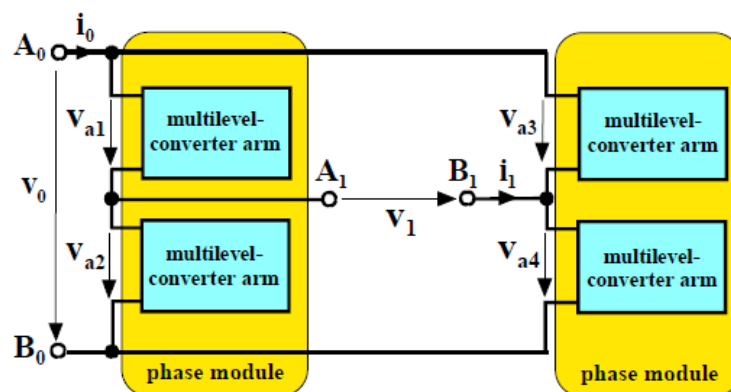 A0
i0
va1
multilevel-
converter arm
v0
A1
v1
B1
i1
va2
multilevel-
converter arm
B0
phase module
va3
multilevel-
converter arm
va4
multilevel-
converter arm
phase module